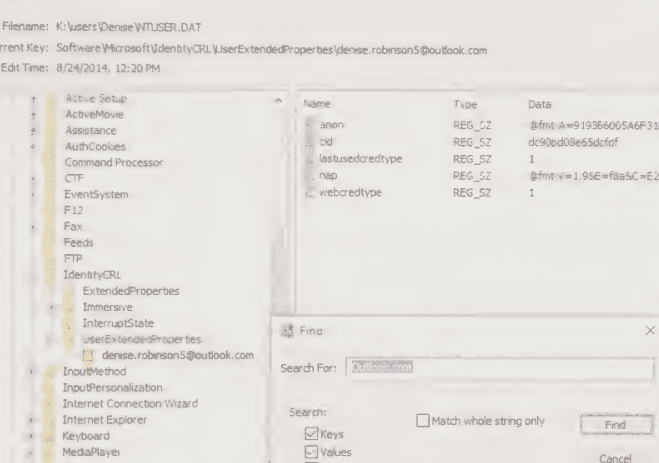 Filename: K:\users\Denise\NTUSER.DAT
rrent Key: Software\Microsoft\IdentityCRL\UserExtendedProperties\denise.robinson5@outlook.com
Edit Time: 8/24/2014, 12:20 PM
Active Setup
ActiveMovie
Assistance
AuthCookies
Command Processor
CTF
EventSystem
F12
Fax
Feeds
FTP
IdentityCRL
ExtendedProperties
Immersive
InterruptState
UserExtendedProperties
denise.robinson5@outlook.com
InputMethod
InputPersonalization
Internet Connection Wizard
Internet Explorer
Keyboard
MediaPlayer
Name Type Data
anon REG_SZ
cid REG_SZ dc90bd08e65dcfdf
lastusedcredtype REG_SZ 1
nap REG_SZ
webcredtype REG_SZ 1
Find
Search For:
Search:
Match whole string only
Find
Keys
Values
Cancel